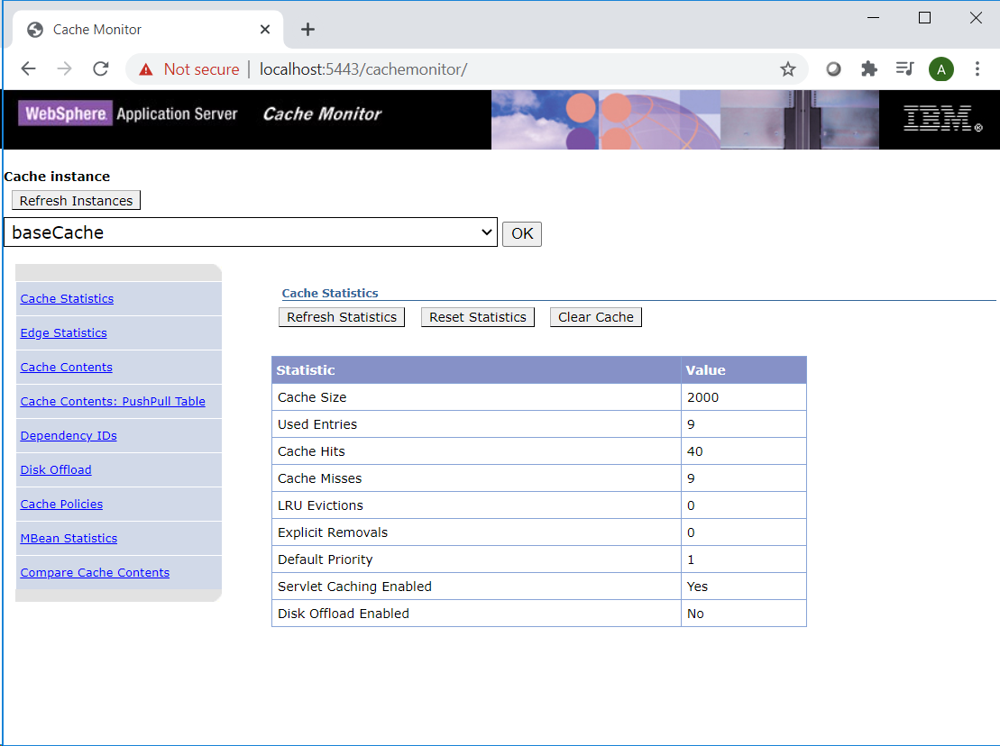 Cache Monitor
Not secure | localhost:5443/cachemonitor/
A
WebSphere. Application Server Cache Monitor
IBM®
Cache instance
Refresh Instances
baseCache OK
Cache Statistics
Edge Statistics
Cache Contents
Cache Contents: PushPull Table
Dependency IDs
Disk Offload
Cache Policies
MBean Statistics
Compare Cache Contents
Cache Statistics
Refresh Statistics Reset Statistics Clear Cache
Statistic Value
Cache Size 2000
Used Entries 9
Cache Hits 40
Cache Misses 9
LRU Evictions 0
Explicit Removals 0
Default Priority 1
Servlet Caching Enabled Yes
Disk Offload Enabled No